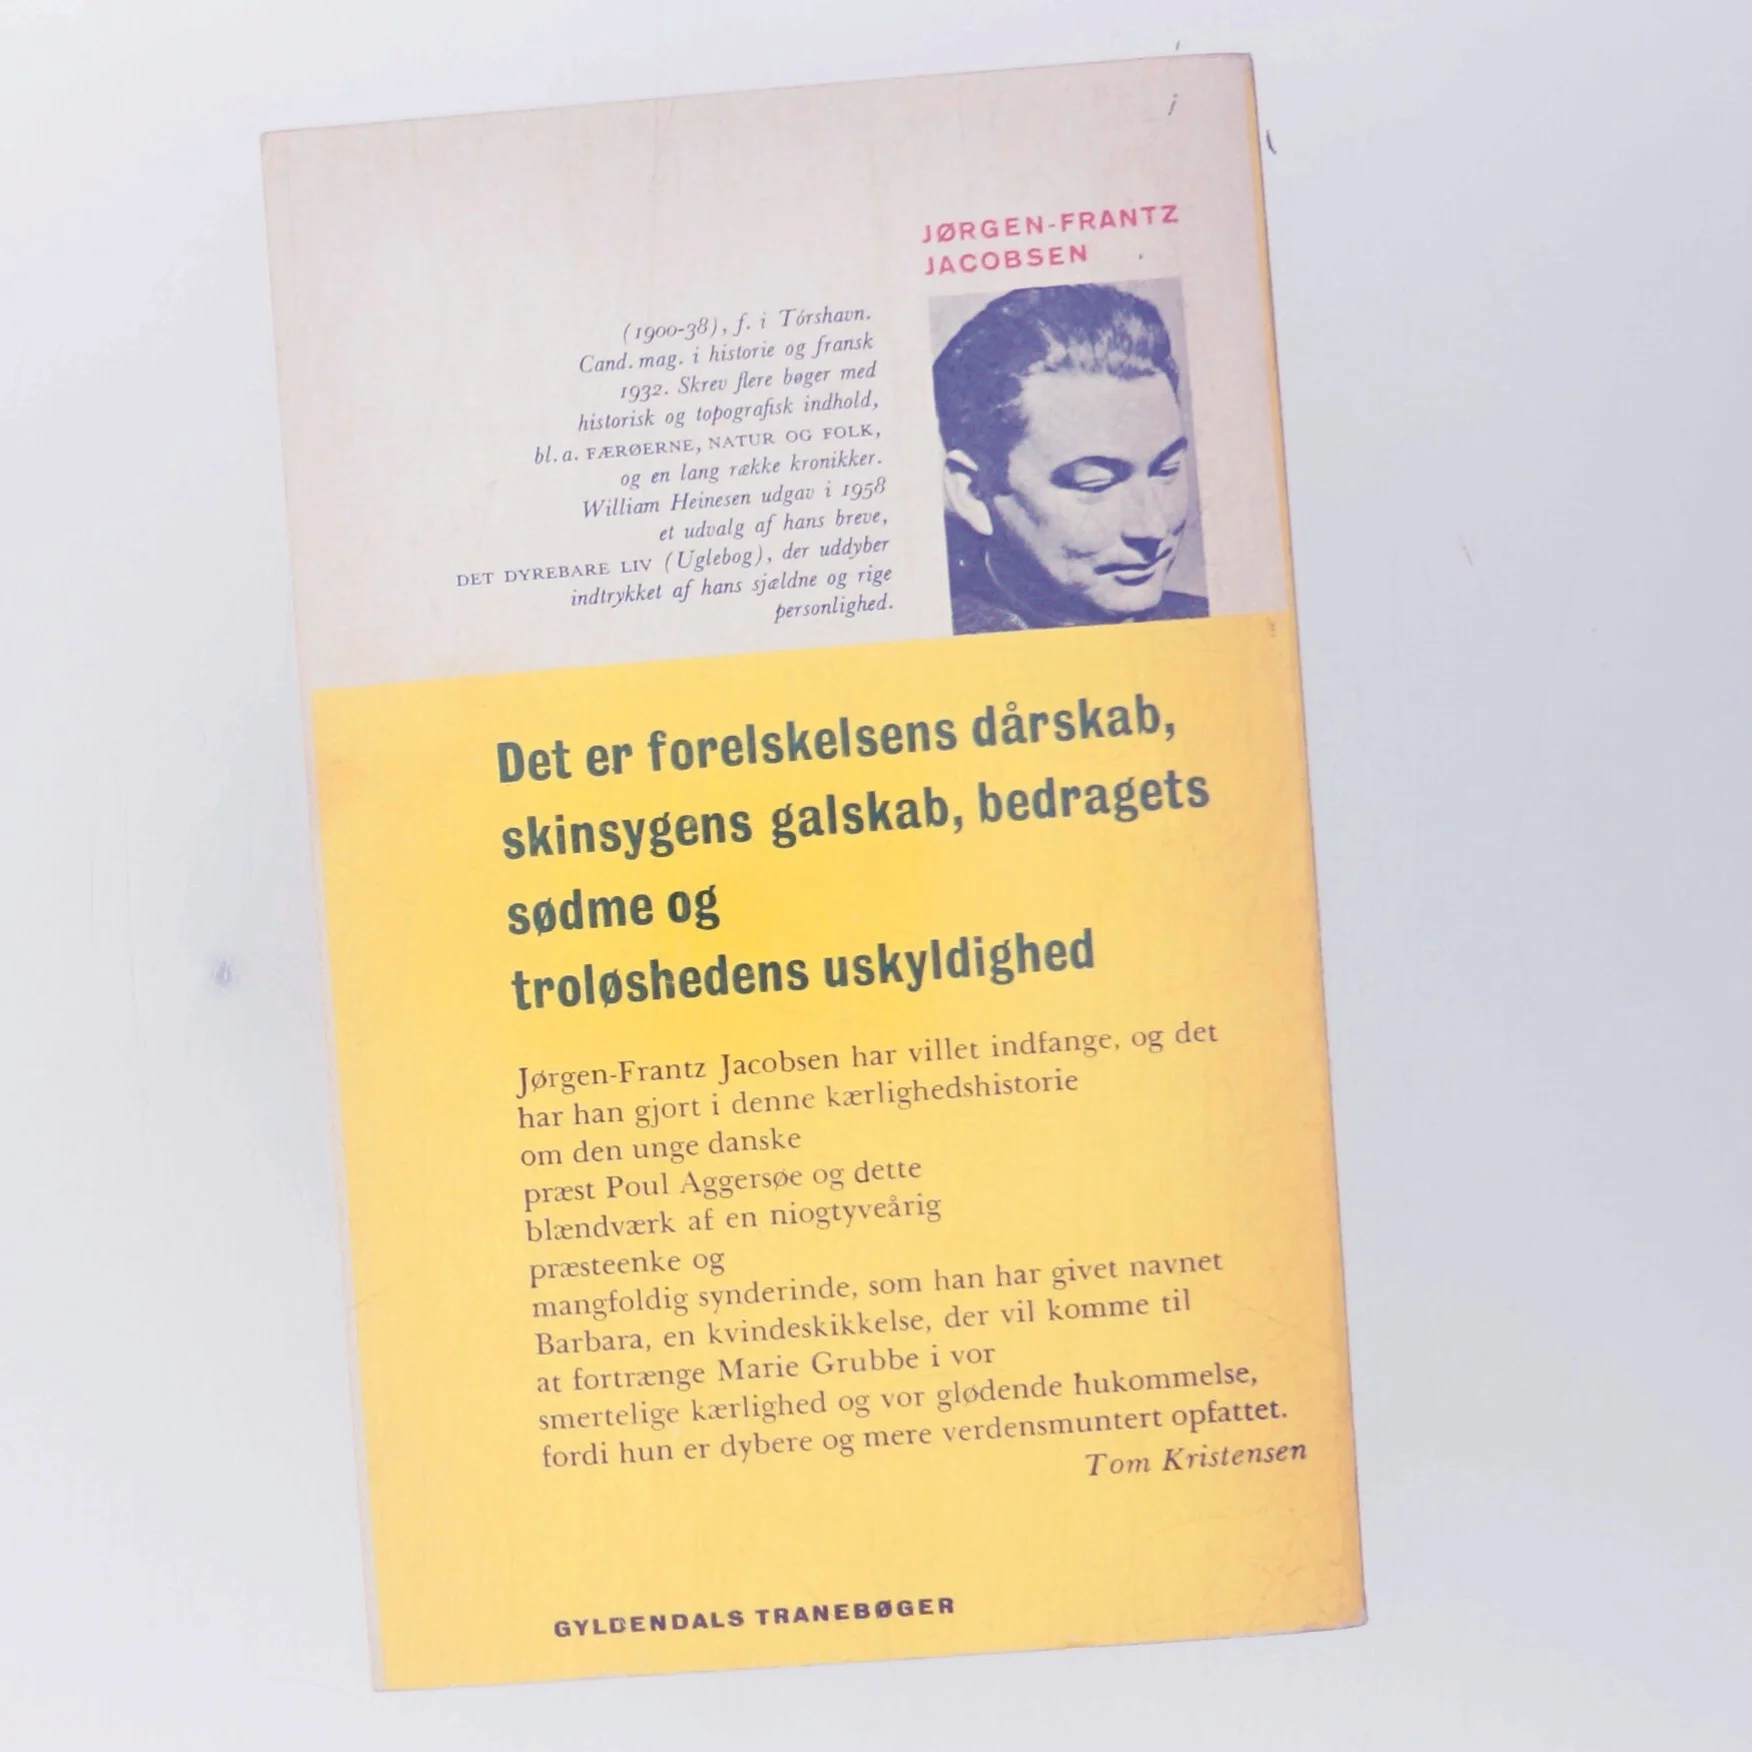 JØRGEN-FRANTZ
JACOBSEN
(1900-38), f. i Tórshavn.
Cand. mag. i historie og fransk
1932. Skrev flere bøger med
historisk og topografisk indhold,
bl. a. FÆRØERNE, NATUR OG FOLK,
og en lang række kronikker.
William Heinesen udgav i 1958
et udvalg af hans breve,
DET DYREBARE LIV (Uglebog), der uddyber
indtrykket af hans sjældne og rige
personlighed.
Det er forelskelsens dårskab,
skinsygens galskab, bedragets
sødme og
troløshedens uskyldighed
Jørgen-Frantz Jacobsen har villet indfange, og det
har han gjort i denne kærlighedshistorie
om den unge danske
præst Poul Aggersøe og dette
blændværk af en niogtyveårig
præsteenke og
mangfoldig synderinde, som han har givet navnet
Barbara, en kvindeskikkelse, der vil komme til
at fortrænge Marie Grubbe i vor
smertelige kærlighed og vor glødende hukommelse,
fordi hun er dybere og mere verdensmuntert opfattet.
Tom Kristensen
GYLDENDALS TRANEBØGER